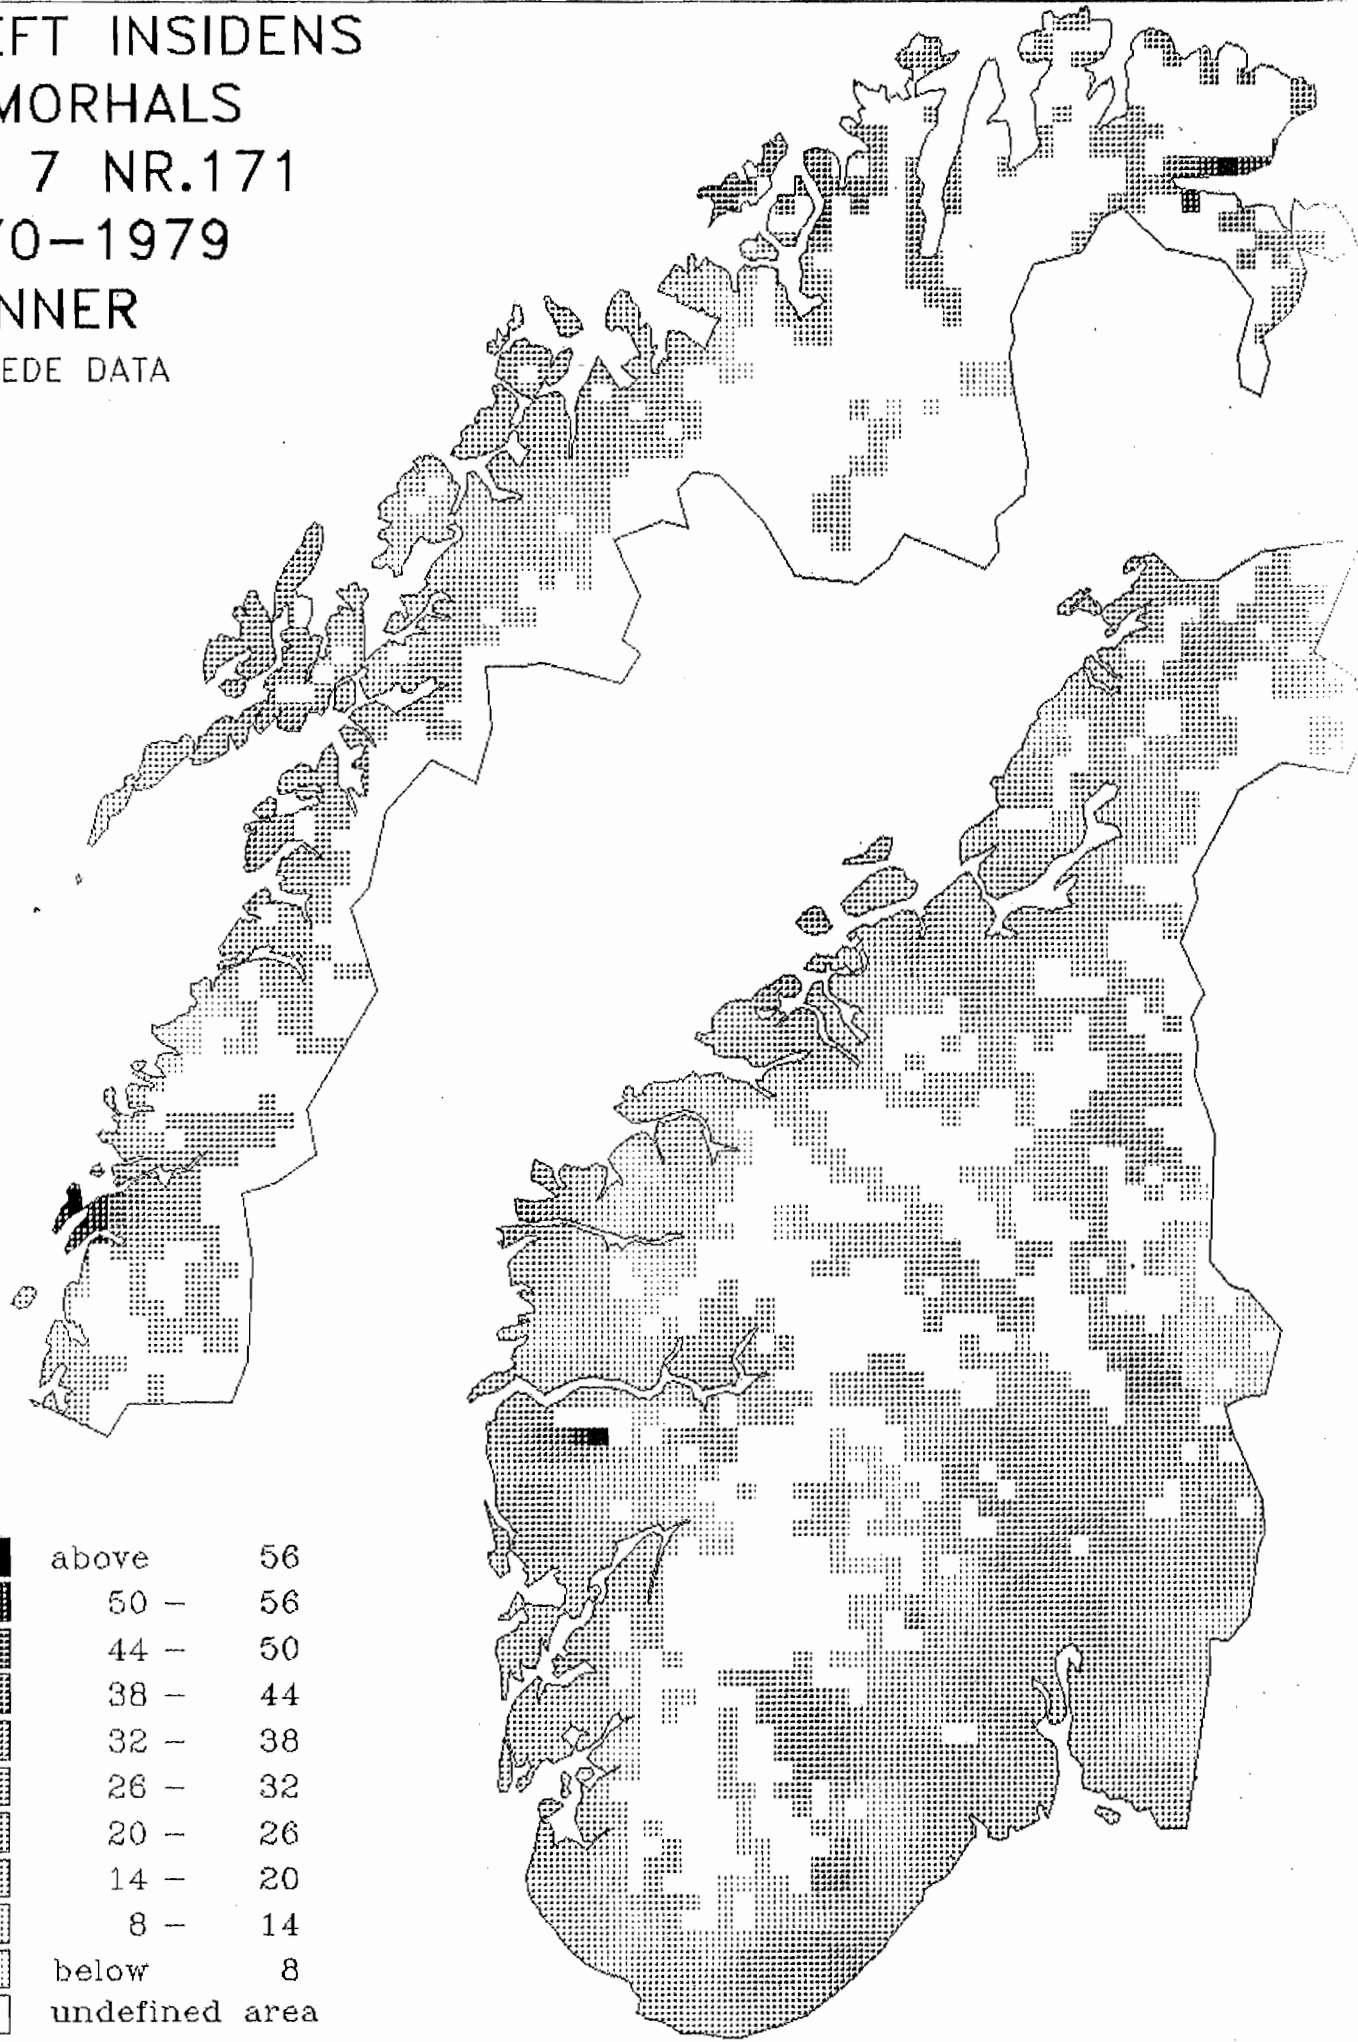 EFT INSIDENS
MORHALS
7 NR.171
70-1979
NNER
EDE DATA
above 56
50 - 56
44 - 50
38 - 44
32 - 38
26 - 32
20 - 26
14 - 20
8 - 14
below 8
undefined area